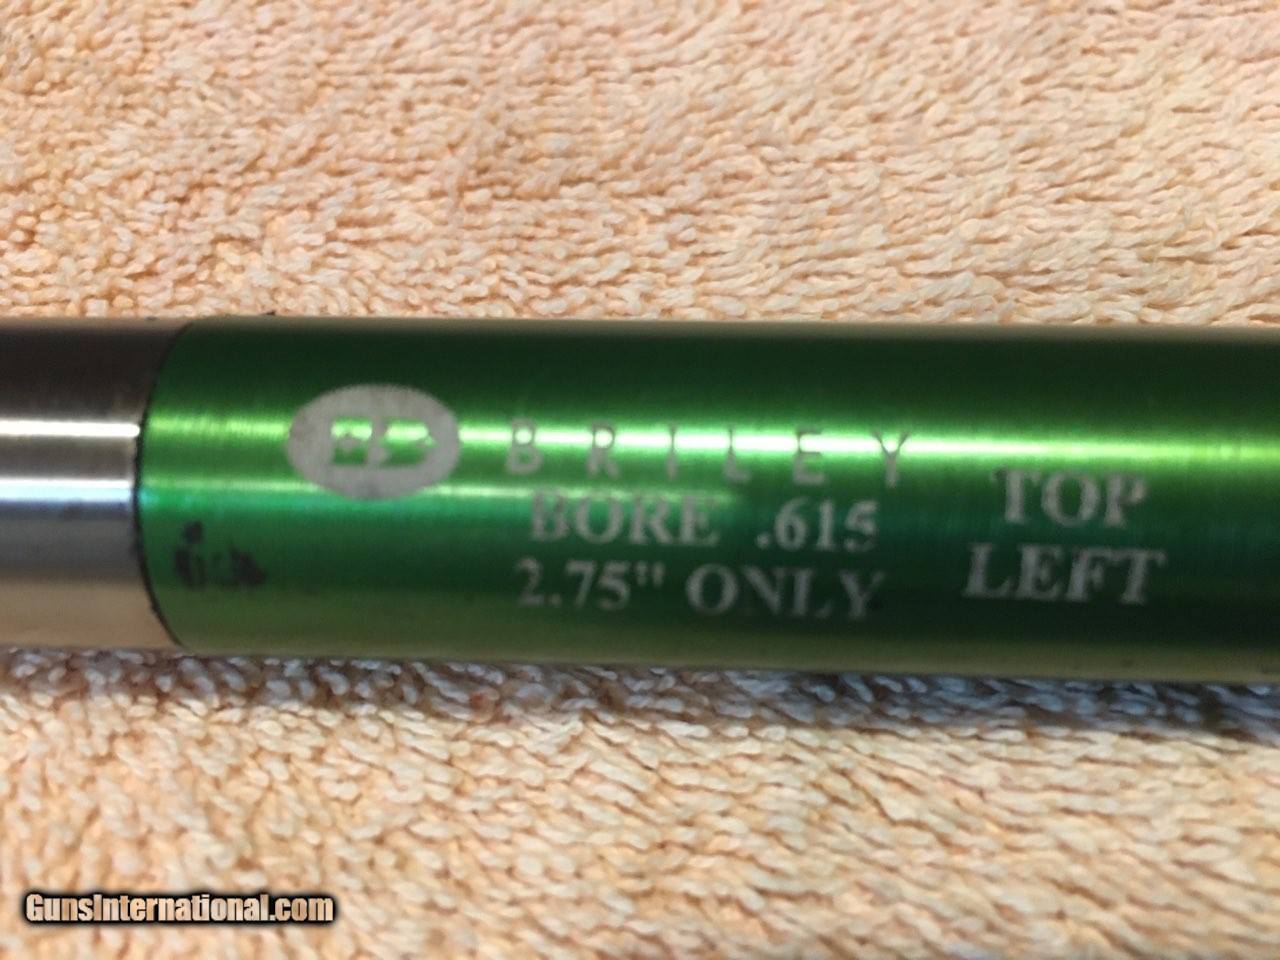 BRILEY
BORE .615
2.75" ONLY
TOP
LEFT
GunsInternational.com